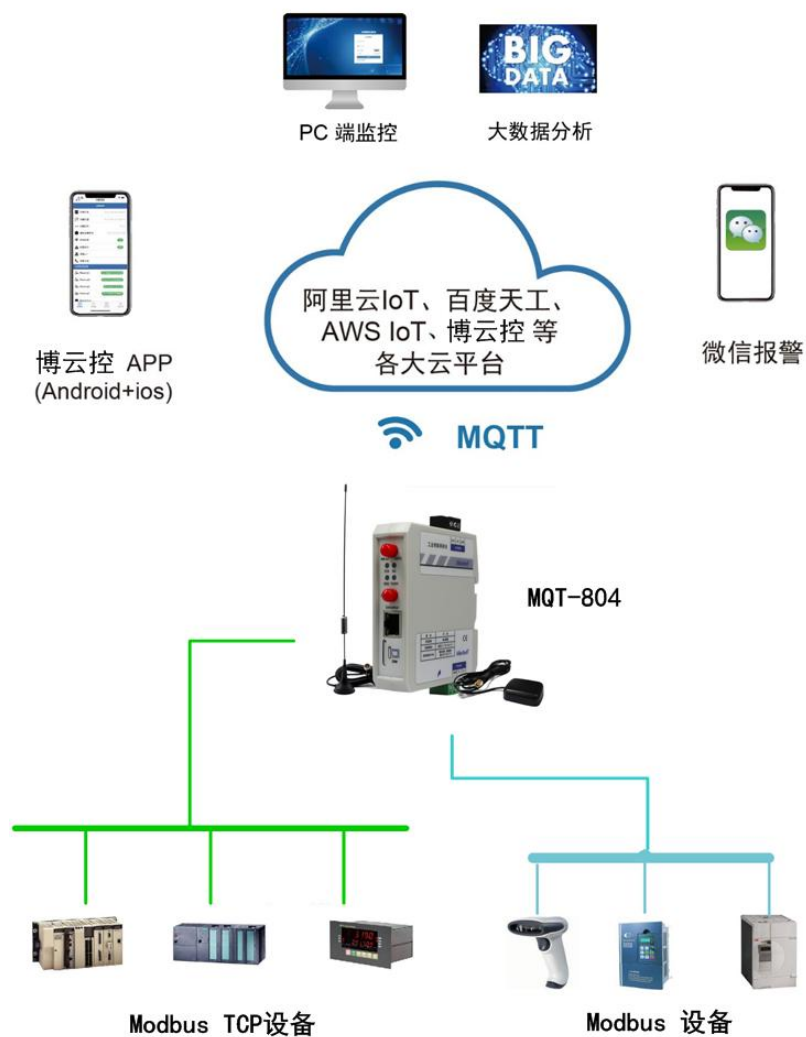 BIG
DATA
PC 端监控
大数据分析
阿里云IoT、百度天工、
AWS IoT、博云控 等
各大云平台
博云控 APP
(Android+ios)
微信报警
MQTT
MQT-804
Modbus TCP设备
Modbus 设备